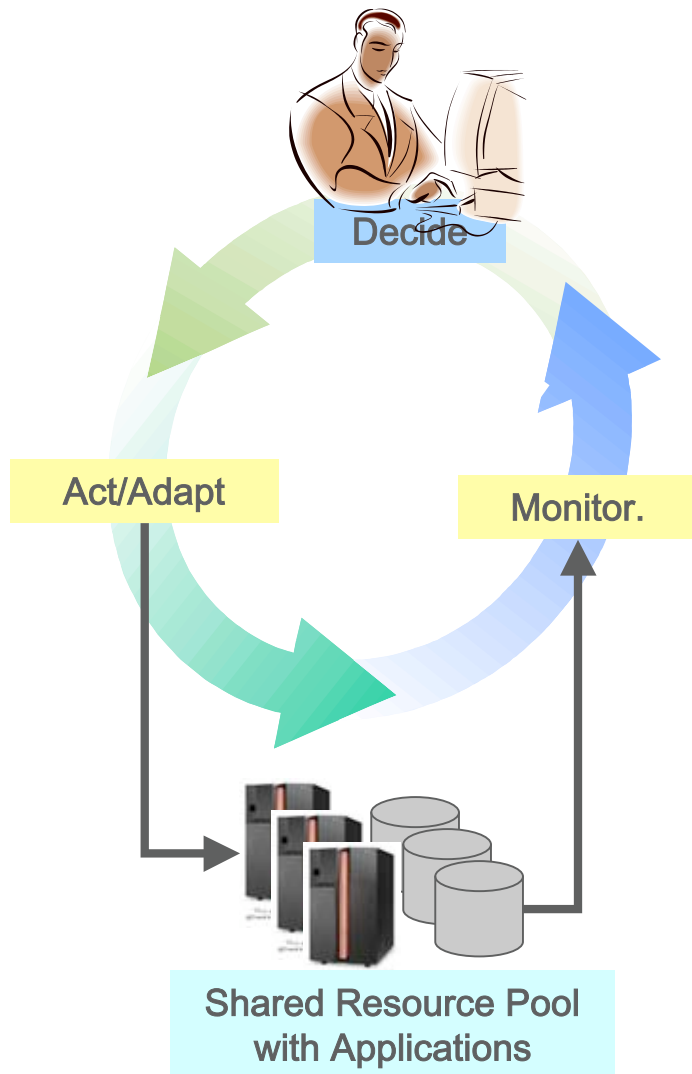 Decide
Act/Adapt
Monitor.
Shared Resource Pool
with Applications